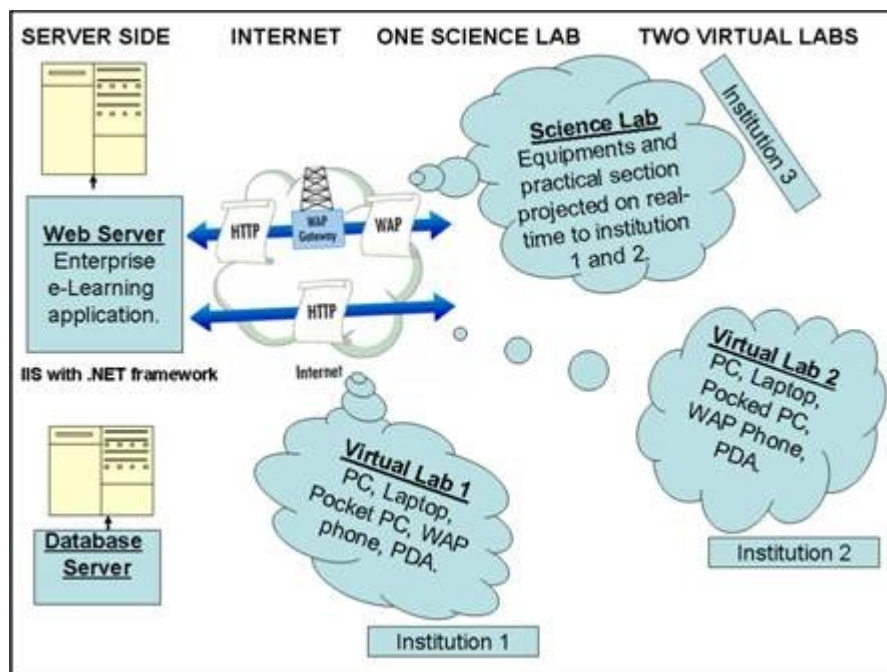 SERVER SIDE
INTERNET
ONE SCIENCE LAB
TWO VIRTUAL LABS
Web Server
Enterprise
e-Learning
application.
IIS with .NET framework
Database
Server
HTTP
WAP
Gateway
WAP
HTTP
Internet
Science Lab
Equipments and
practical section
projected on real-
time to institution
1 and 2.
Institution 3
Virtual Lab 1
PC, Laptop,
Pocket PC, WAP
phone, PDA.
Institution 1
Virtual Lab 2
PC, Laptop,
Pocked PC,
WAP Phone,
PDA.
Institution 2